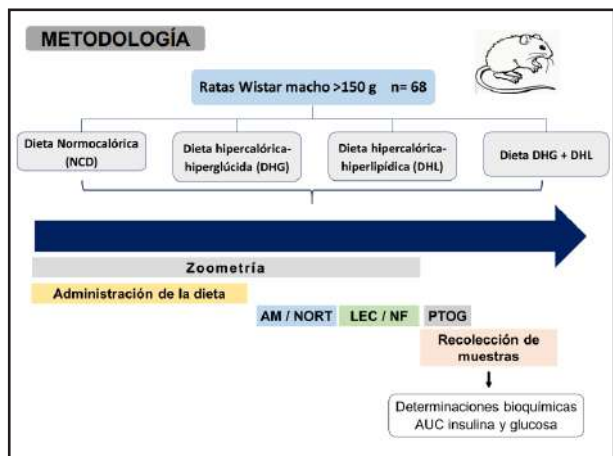 METODOLOGÍA
Ratas Wistar macho >150 g n= 68
Dieta Normocalórica
(NCD)
Dieta hipercalórica-
hiperglúcida (DHG)
Dieta hipercalórica-
hiperlipídica (DHL)
Dieta DHG + DHL
Zoometría
Administración de la dieta
AM / NORT
LEC / NF
PTOG
Recolección de
muestras
Determinaciones bioquímicas
AUC insulina y glucosa